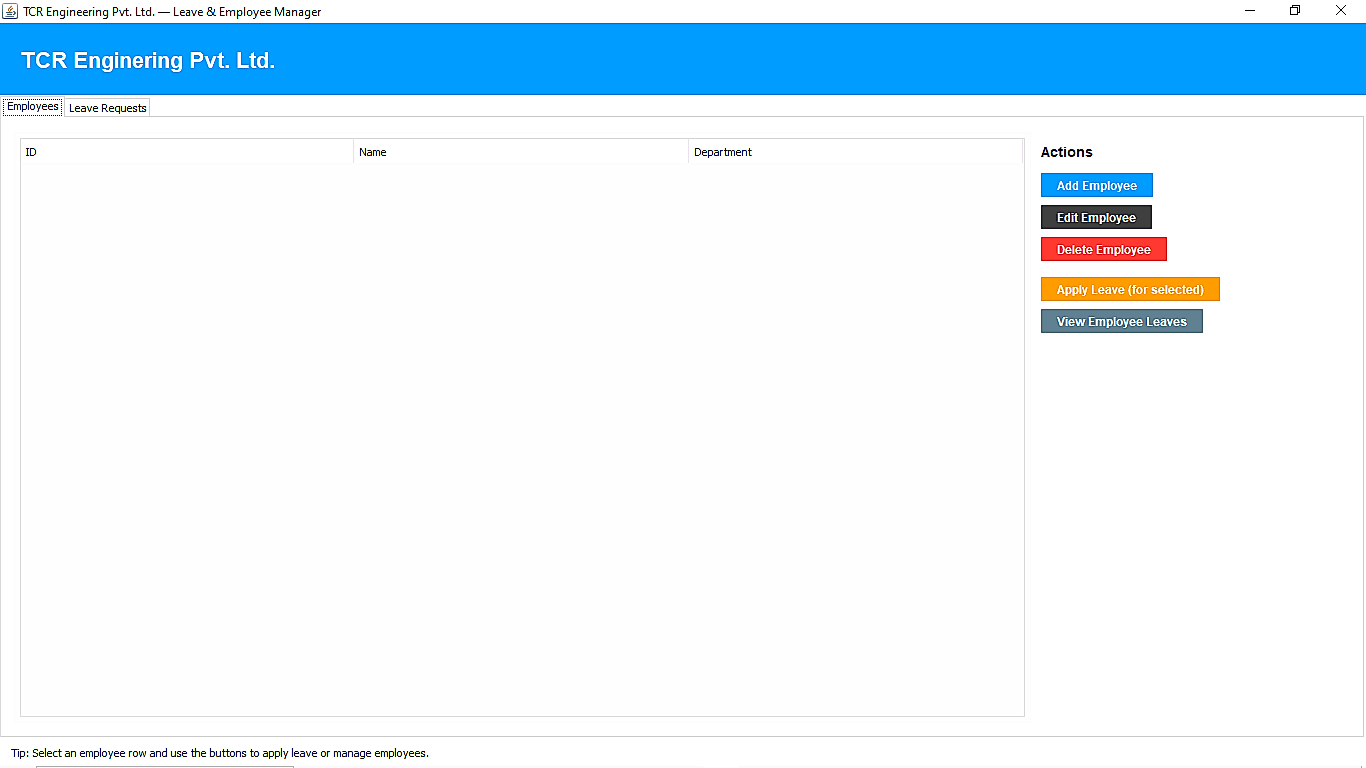 TCR Engineering Pvt. Ltd. — Leave & Employee Manager
TCR Enginering Pvt. Ltd.
Employees Leave Requests
ID Name Department
Actions
Add Employee
Edit Employee
Delete Employee
Apply Leave (for selected)
View Employee Leaves
Tip: Select an employee row and use the buttons to apply leave or manage employees.